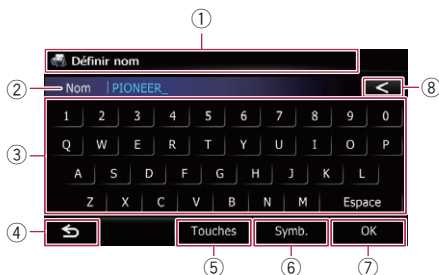 ①
Définir nom
② Nom PIONEER_ < ⑧
1 2 3 4 5 6 7 8 9 0
Q W E R T Y U I O P
③
A S D F G H J K L
Z X C V B N M Espace
④ Touches Symb. OK
⑤ ⑥ ⑦